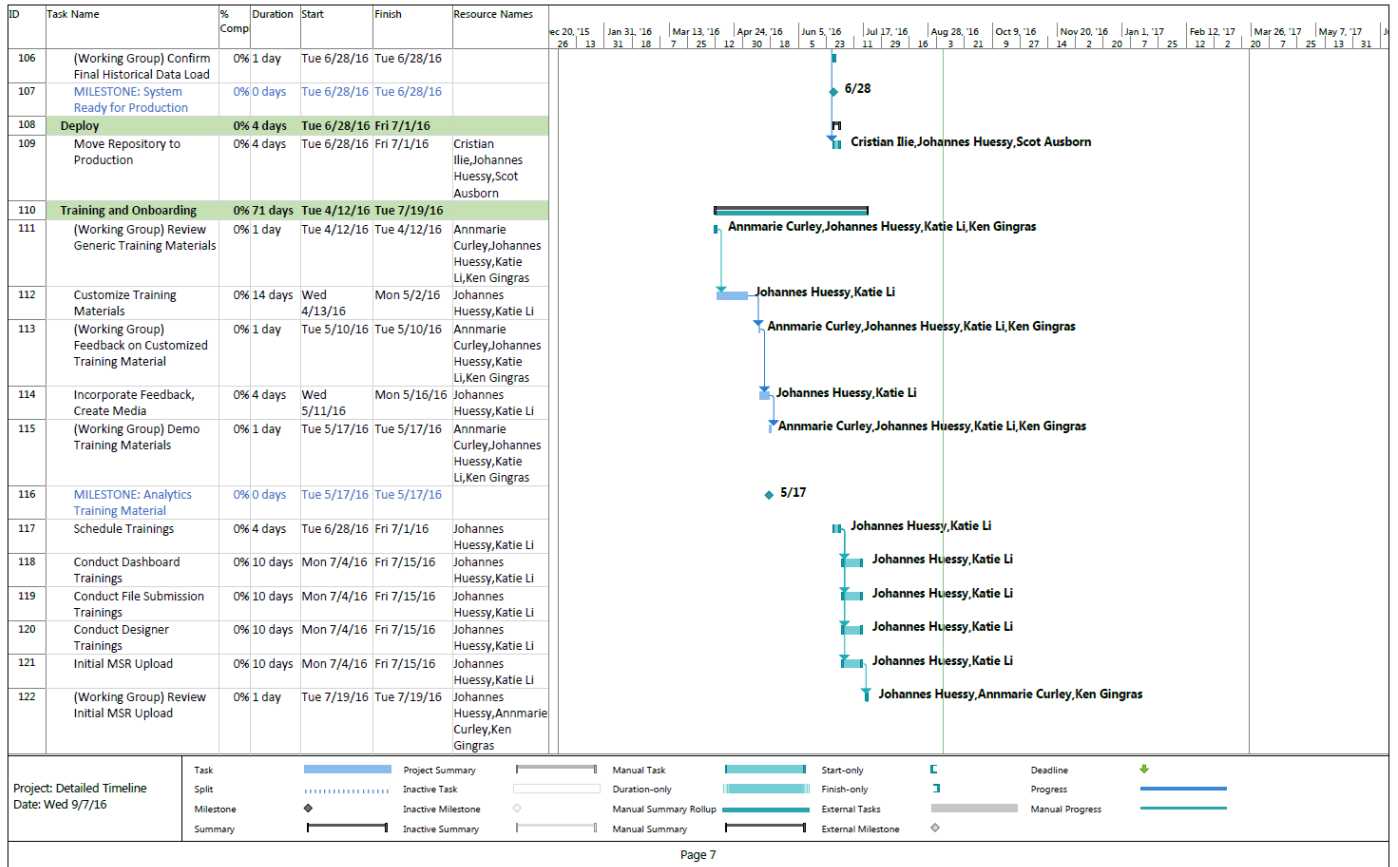 ID Task Name % Comp Duration Start Finish Resource Names
ec 20, '15 Jan 31, '16 Mar 13, '16 Apr 24, '16 Jun 5, '16 Jul 17, '16 Aug 28, '16 Oct 9, '16 Nov 20, '16 Jan 1, '17 Feb 12, '17 Mar 26, '17 May 7, '17
26 13 31 18 7 25 12 30 18 5 23 11 29 16 3 21 9 27 14 2 20 7 25 12 2 20 7 25 13 31
106 (Working Group) Confirm 0% 1 day Tue 6/28/16 Tue 6/28/16
Final Historical Data Load
107 MILESTONE: System 0% 0 days Tue 6/28/16 Tue 6/28/16 6/28
Ready for Production
108 Deploy 0% 4 days Tue 6/28/16 Fri 7/1/16
109 Move Repository to 0% 4 days Tue 6/28/16 Fri 7/1/16 Cristian Cristian Ilie,Johannes Huessy,Scot Ausborn
Production Ilie,Johannes
Huessy,Scot
Ausborn
110 Training and Onboarding 0% 71 days Tue 4/12/16 Tue 7/19/16
111 (Working Group) Review 0% 1 day Tue 4/12/16 Tue 4/12/16 Annmarie Annmarie Curley,Johannes Huessy,Katie Li,Ken Gingras
Generic Training Materials Curley,Johannes
Huessy,Katie
Li,Ken Gingras
112 Customize Training 0% 14 days Wed Mon 5/2/16 Johannes Johannes Huessy,Katie Li
Materials 4/13/16 Huessy,Katie Li
113 (Working Group) 0% 1 day Tue 5/10/16 Tue 5/10/16 Annmarie Annmarie Curley,Johannes Huessy,Katie Li,Ken Gingras
Feedback on Customized Curley,Johannes
Training Material Huessy,Katie
Li,Ken Gingras
114 Incorporate Feedback, 0% 4 days Wed Mon 5/16/16 Johannes Johannes Huessy,Katie Li
Create Media 5/11/16 Huessy,Katie Li
115 (Working Group) Demo 0% 1 day Tue 5/17/16 Tue 5/17/16 Annmarie Annmarie Curley,Johannes Huessy,Katie Li,Ken Gingras
Training Materials Curley,Johannes
Huessy,Katie
Li,Ken Gingras
116 MILESTONE: Analytics 0% 0 days Tue 5/17/16 Tue 5/17/16 5/17
Training Material
117 Schedule Trainings 0% 4 days Tue 6/28/16 Fri 7/1/16 Johannes Johannes Huessy,Katie Li
Huessy,Katie Li
118 Conduct Dashboard 0% 10 days Mon 7/4/16 Fri 7/15/16 Johannes Johannes Huessy,Katie Li
Trainings Huessy,Katie Li
119 Conduct File Submission 0% 10 days Mon 7/4/16 Fri 7/15/16 Johannes Johannes Huessy,Katie Li
Trainings Huessy,Katie Li
120 Conduct Designer 0% 10 days Mon 7/4/16 Fri 7/15/16 Johannes Johannes Huessy,Katie Li
Trainings Huessy,Katie Li
121 Initial MSR Upload 0% 10 days Mon 7/4/16 Fri 7/15/16 Johannes Johannes Huessy,Katie Li
Huessy,Katie Li
122 (Working Group) Review 0% 1 day Tue 7/19/16 Tue 7/19/16 Johannes Johannes Huessy,Annmarie Curley,Ken Gingras
Initial MSR Upload Huessy,Annmarie
Curley,Ken
Gingras
Project: Detailed Timeline
Date: Wed 9/7/16
Task Project Summary Manual Task Start-only Deadline
Split Inactive Task Duration-only Finish-only Progress
Milestone Inactive Milestone Manual Summary Rollup External Tasks Manual Progress
Summary Inactive Summary Manual Summary External Milestone
Page 7